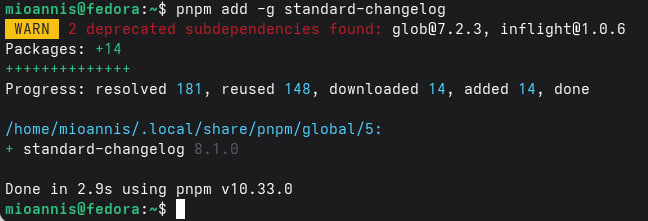 mioannis@fedora:~$ pnpm add -g standard-changelog
WARN 2 deprecated subdependencies found: glob@7.2.3, inflight@1.0.6
Packages: +14
++++++++++++++
Progress: resolved 181, reused 148, downloaded 14, added 14, done
/home/mioannis/.local/share/pnpm/global/5:
+ standard-changelog 8.1.0
Done in 2.9s using pnpm v10.33.0
mioannis@fedora:~$